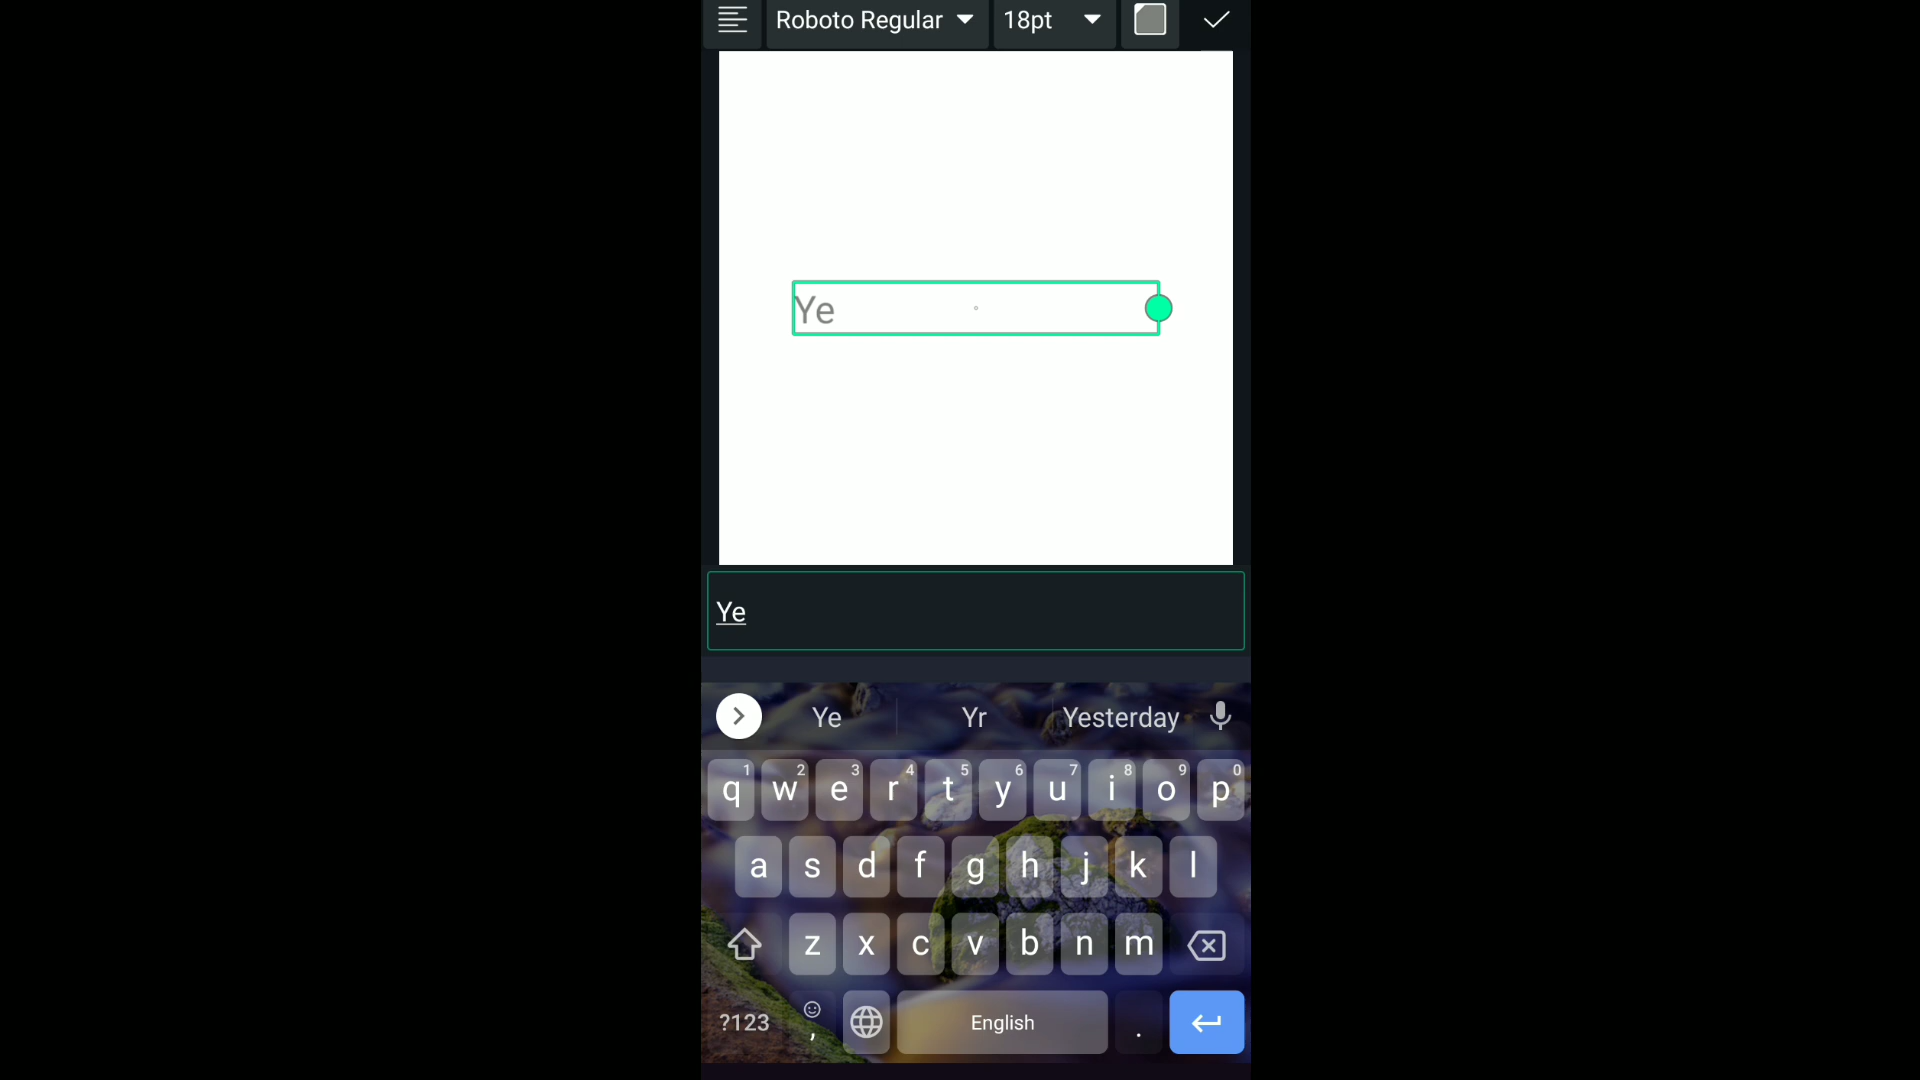 Roboto Regular 18pt
Ye
Ye
Ye Yr Yesterday
1 2 3 4 5 6 7 8 9 0
q w e r t y u i o p
a s d f g h j k l
z x c v b n m
?123 , English .